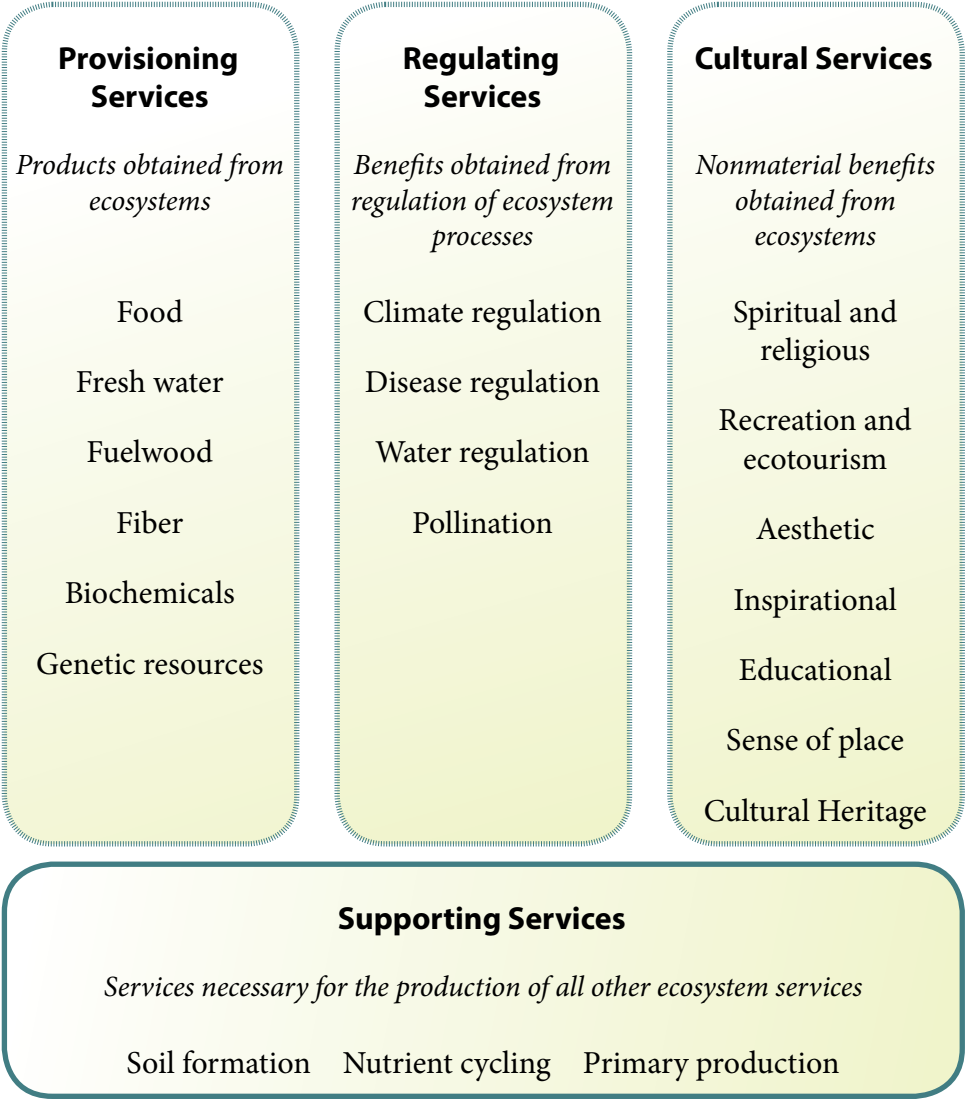 Provisioning
Services
Products obtained from
ecosystems
Food
Fresh water
Fuelwood
Fiber
Biochemicals
Genetic resources
Regulating
Services
Benefits obtained from
regulation of ecosystem
processes
Climate regulation
Disease regulation
Water regulation
Pollination
Cultural Services
Nonmaterial benefits
obtained from
ecosystems
Spiritual and
religious
Recreation and
ecotourism
Aesthetic
Inspirational
Educational
Sense of place
Cultural Heritage
Supporting Services
Services necessary for the production of all other ecosystem services
Soil formation Nutrient cycling Primary production